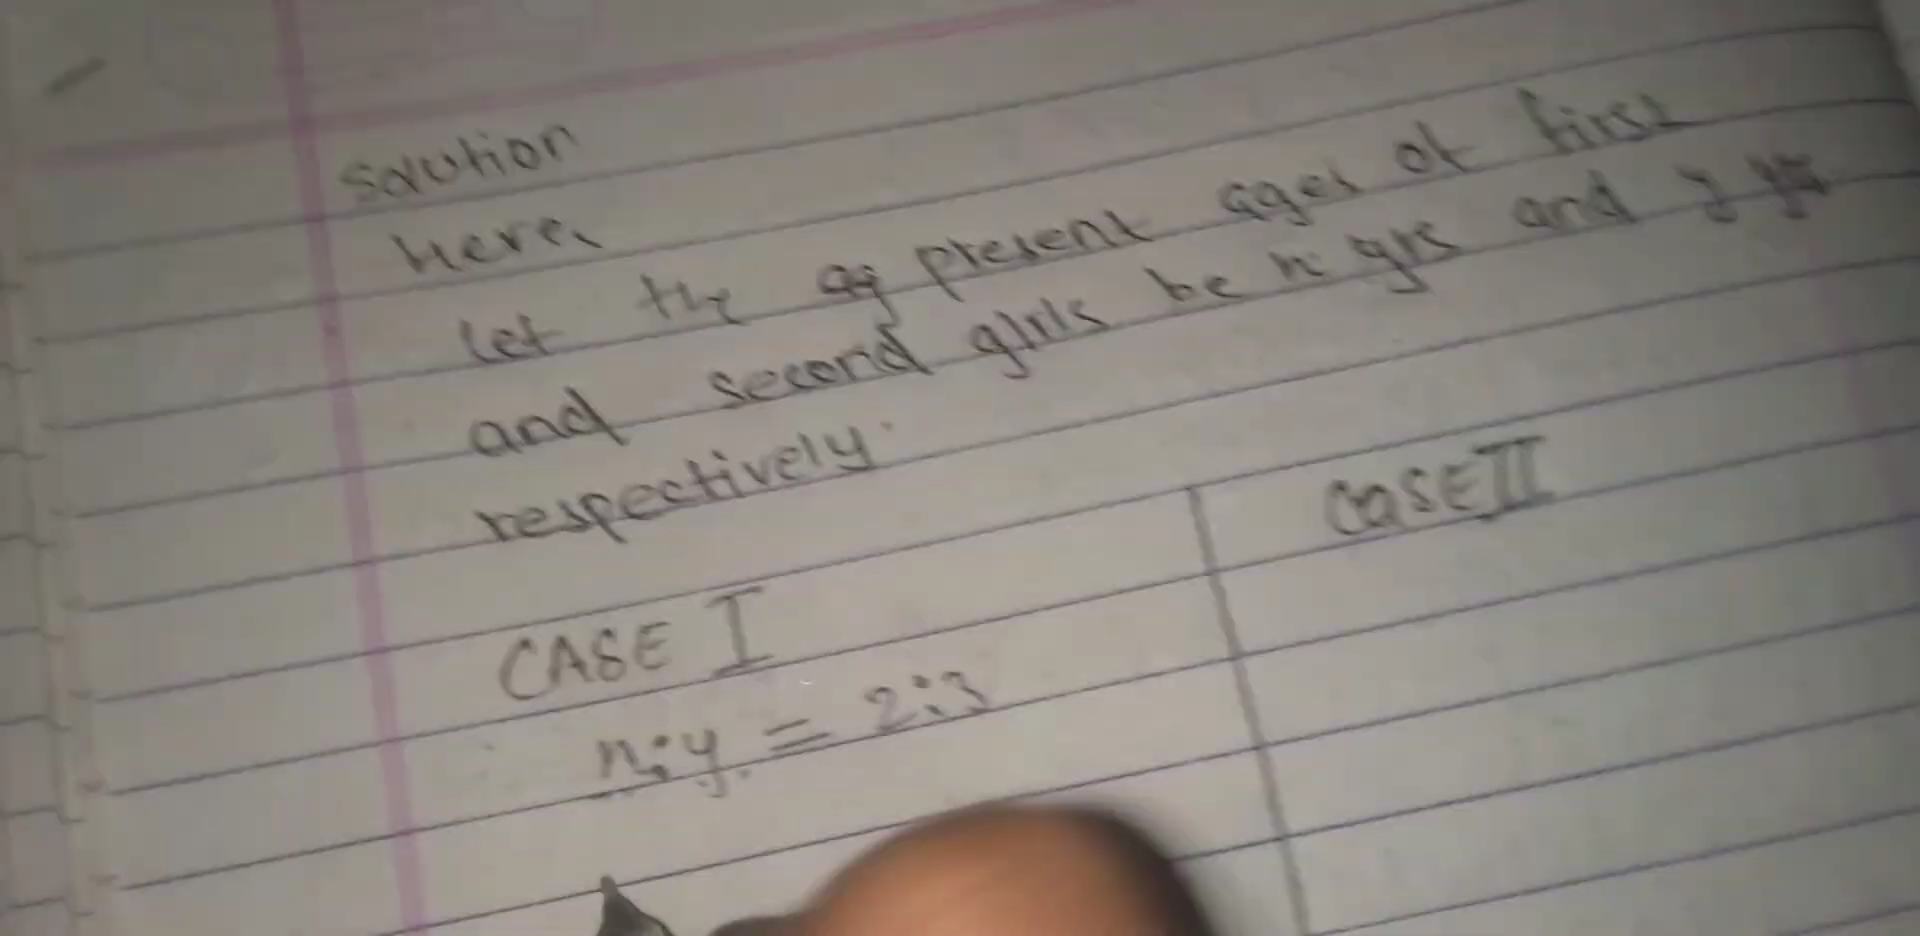 Solution
here,
let the ag present ages of first
and second girls be x yrs and y yrs
respectively.
CASE I
x:y = 2:3
CASE II